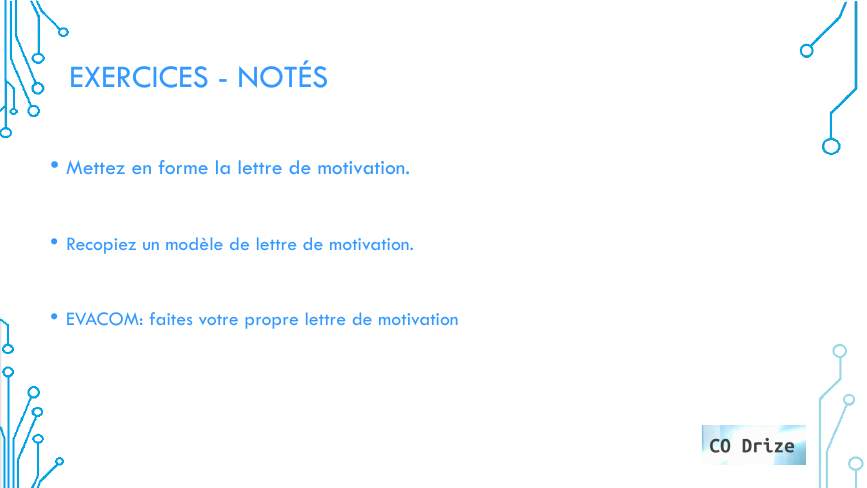 EXERCICES - NOTÉS
• Mettez en forme la lettre de motivation.
• Recopiez un modèle de lettre de motivation.
• EVACOM: faites votre propre lettre de motivation
CO Drize